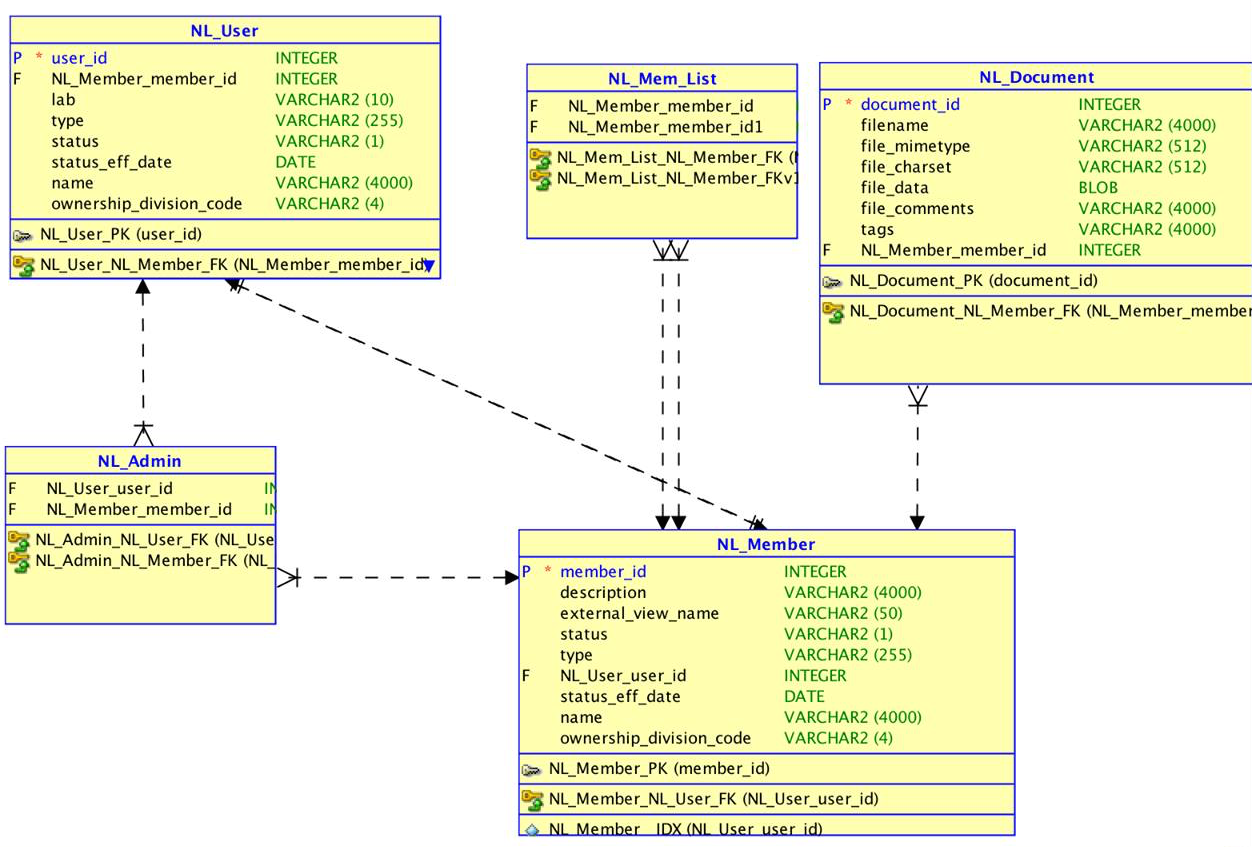 NL_User
P * user_id INTEGER
F NL_Member_member_id INTEGER
lab VARCHAR2 (10)
type VARCHAR2 (255)
status VARCHAR2 (1)
status_eff_date DATE
name VARCHAR2 (4000)
ownership_division_code VARCHAR2 (4)
NL_User_PK (user_id)
NL_User_NL_Member_FK (NL_Member_member_id)
NL_Mem_List
F NL_Member_member_id
F NL_Member_member_id1
NL_Mem_List_NL_Member_FK (
NL_Mem_List_NL_Member_FKv1
NL_Document
P * document_id INTEGER
filename VARCHAR2 (4000)
file_mimetype VARCHAR2 (512)
file_charset VARCHAR2 (512)
file_data BLOB
file_comments VARCHAR2 (4000)
tags VARCHAR2 (4000)
F NL_Member_member_id INTEGER
NL_Document_PK (document_id)
NL_Document_NL_Member_FK (NL_Member_member
NL_Admin
F NL_User_user_id IN
F NL_Member_member_id IN
NL_Admin_NL_User_FK (NL_Use
NL_Admin_NL_Member_FK (NL_
NL_Member
P * member_id INTEGER
description VARCHAR2 (4000)
external_view_name VARCHAR2 (50)
status VARCHAR2 (1)
type VARCHAR2 (255)
F NL_User_user_id INTEGER
status_eff_date DATE
name VARCHAR2 (4000)
ownership_division_code VARCHAR2 (4)
NL_Member_PK (member_id)
NL_Member_NL_User_FK (NL_User_user_id)
NL_Member__IDX (NL_User_user_id)